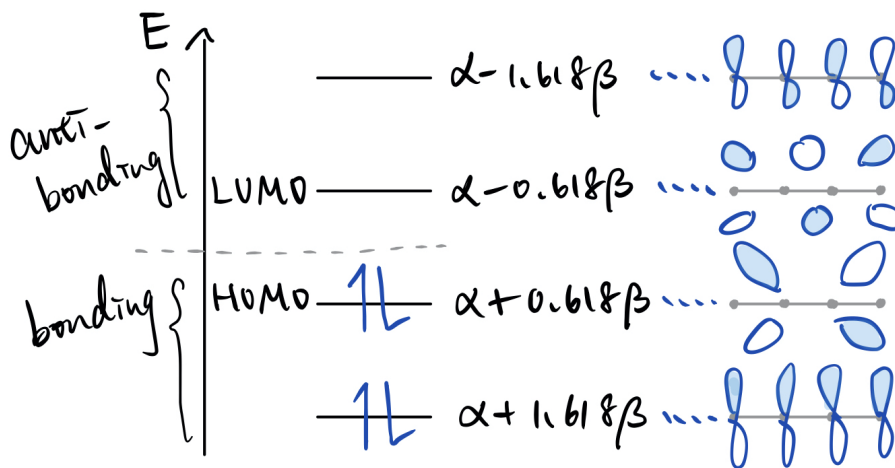 E
α-1.618β
anti-
bonding
LUMO α-0.618β
bonding
HOMO α+0.618β
α+1.618β